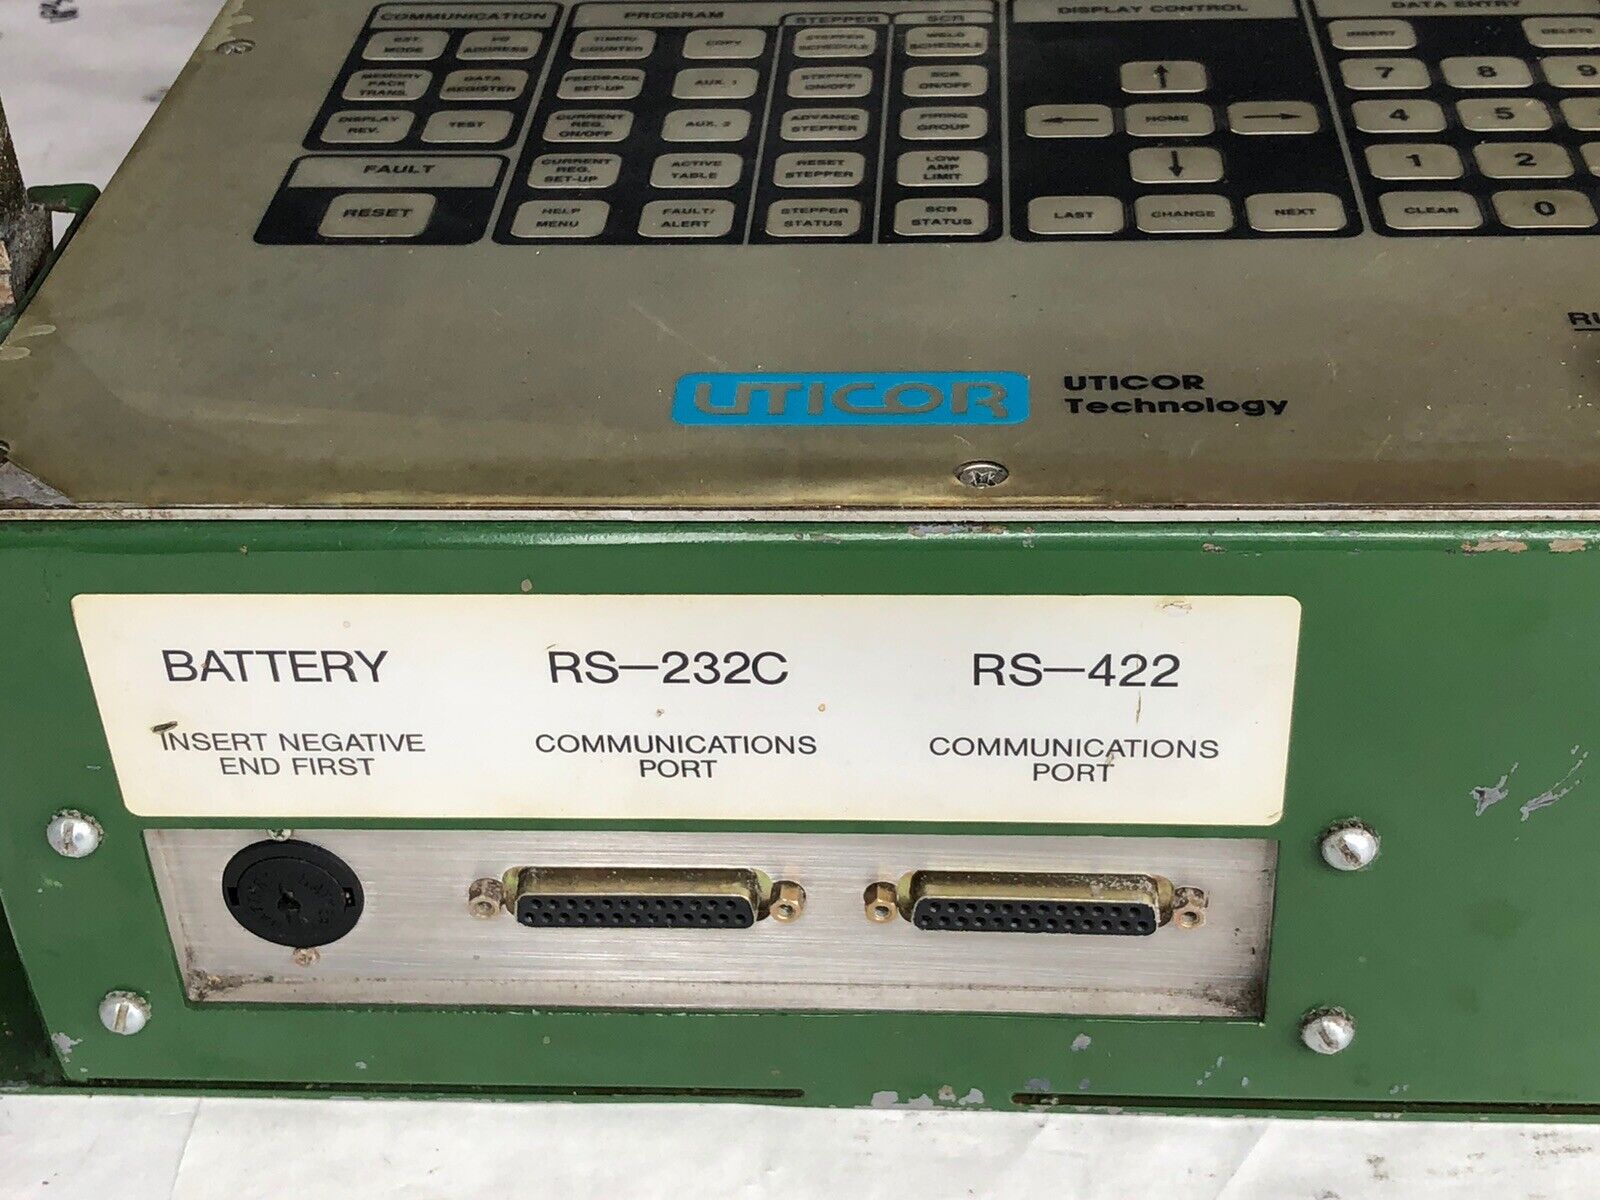 COMMUNICATION
PROGRAM
STEPPER
SCR
DISPLAY CONTROL
DATA ENTRY
EST.
MODE
I/O
ADDRESS
TIMER/
COUNTER
COPY
STEPPER
SCHEDULE
WELD
SCHEDULE
INSERT
DELETE
MEMORY
PACK
TRANS.
DATA
REGISTER
FEEDBACK
SET-UP
AUX. 1
STEPPER
ON/OFF
SCR
ON/OFF
↑
7
8
9
DISPLAY
REV.
TEST
CURRENT
REG.
ON/OFF
AUX. 2
ADVANCE
STEPPER
FIRING
GROUP
←
HOME
→
4
5
FAULT
CURRENT
REG.
SET-UP
ACTIVE
TABLE
RESET
STEPPER
LOW
AMP
LIMIT
↓
1
2
RESET
HELP
MENU
FAULT/
ALERT
STEPPER
STATUS
SCR
STATUS
LAST
CHANGE
NEXT
CLEAR
0
RU
UTICOR
UTICOR
Technology
BATTERY
INSERT NEGATIVE
END FIRST
RS-232C
COMMUNICATIONS
PORT
RS-422
COMMUNICATIONS
PORT